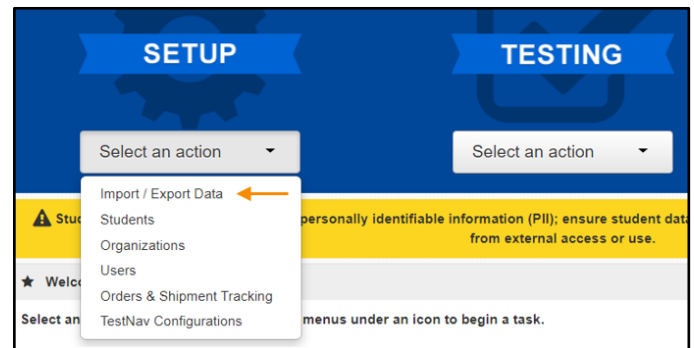 SETUP
TESTING
Select an action
Select an action
Import / Export Data
Students
Organizations
Users
Orders & Shipment Tracking
TestNav Configurations
personally identifiable information (PII); ensure student data
from external access or use.
Select an
menus under an icon to begin a task.